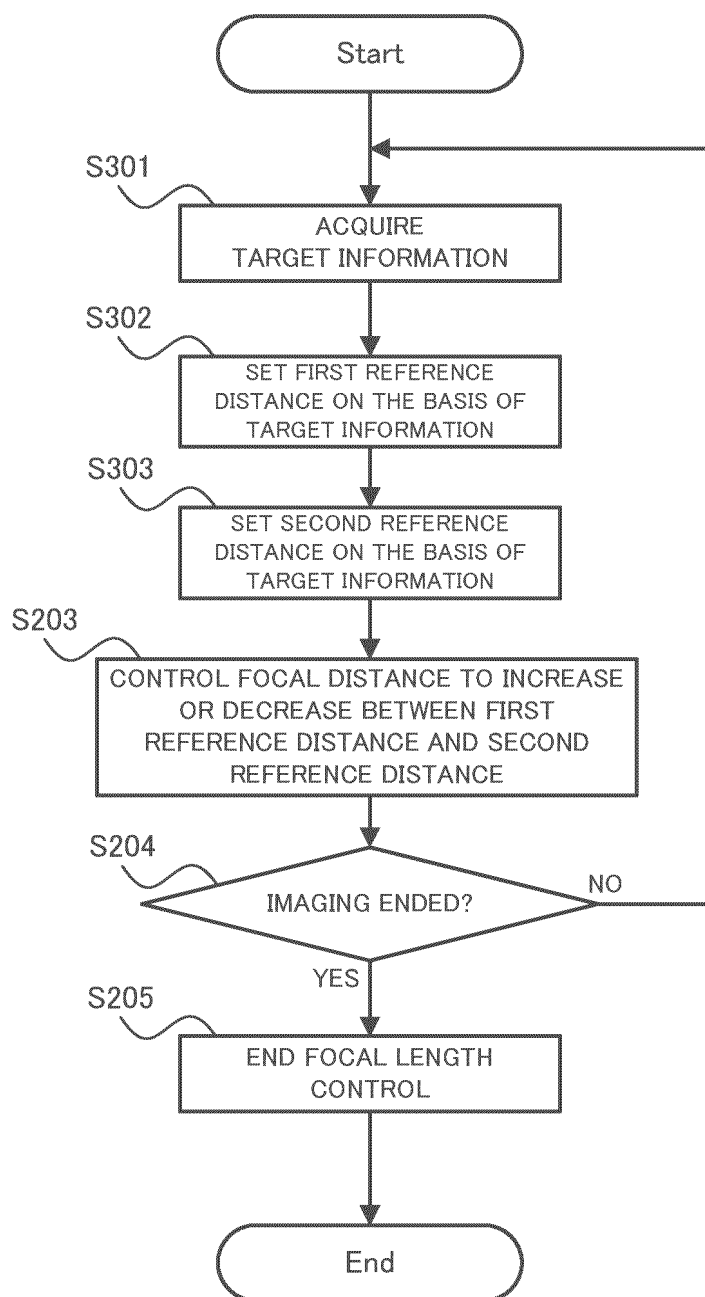 Start
S301
ACQUIRE
TARGET INFORMATION
S302
SET FIRST REFERENCE
DISTANCE ON THE BASIS OF
TARGET INFORMATION
S303
SET SECOND REFERENCE
DISTANCE ON THE BASIS OF
TARGET INFORMATION
S203
CONTROL FOCAL DISTANCE TO INCREASE
OR DECREASE BETWEEN FIRST
REFERENCE DISTANCE AND SECOND
REFERENCE DISTANCE
S204
IMAGING ENDED?
NO
YES
S205
END FOCAL LENGTH
CONTROL
End